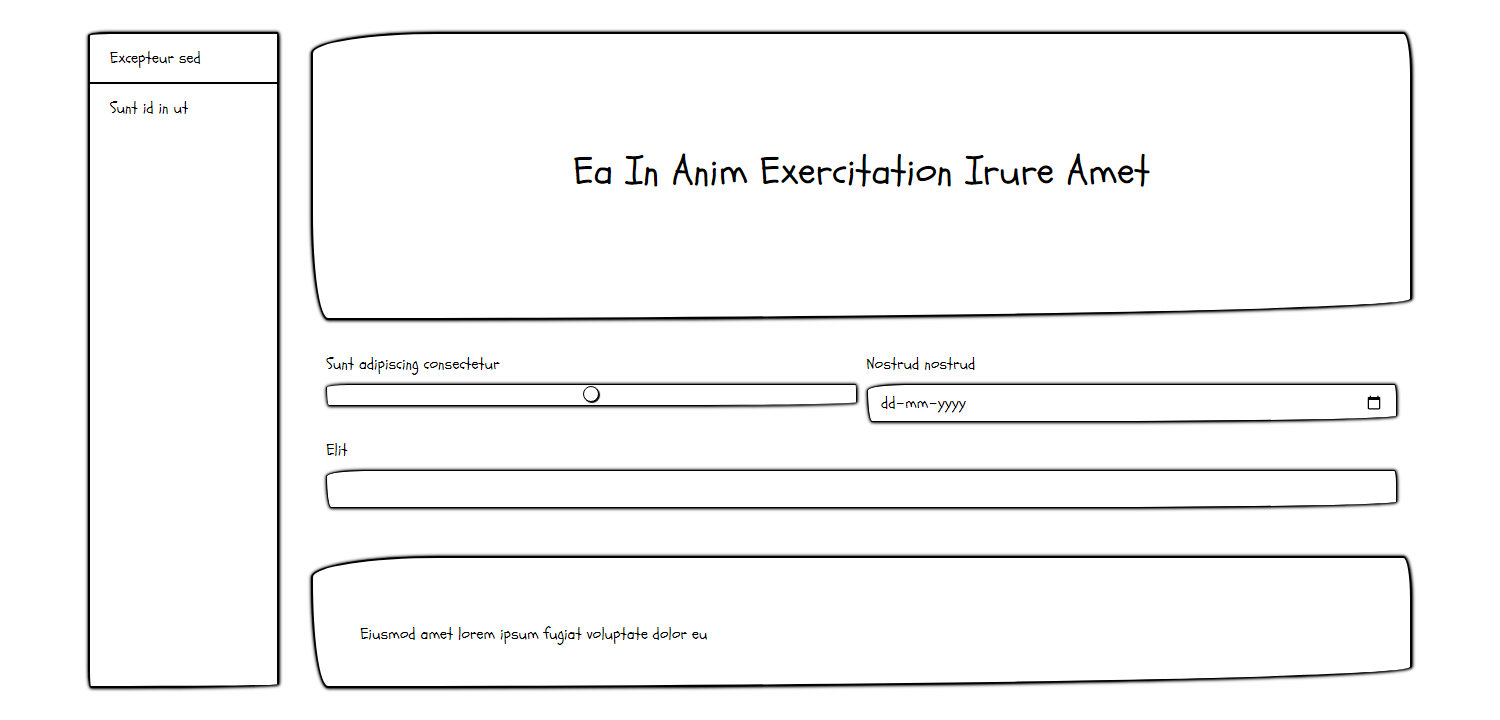 Excepteur sed
Sunt id in ut
Ea In Anim Exercitation Irure Amet
Sunt adipiscing consectetur
Nostrud nostrud
dd-mm-yyyy
Elit
Eiusmod amet lorem ipsum fugiat voluptate dolor eu